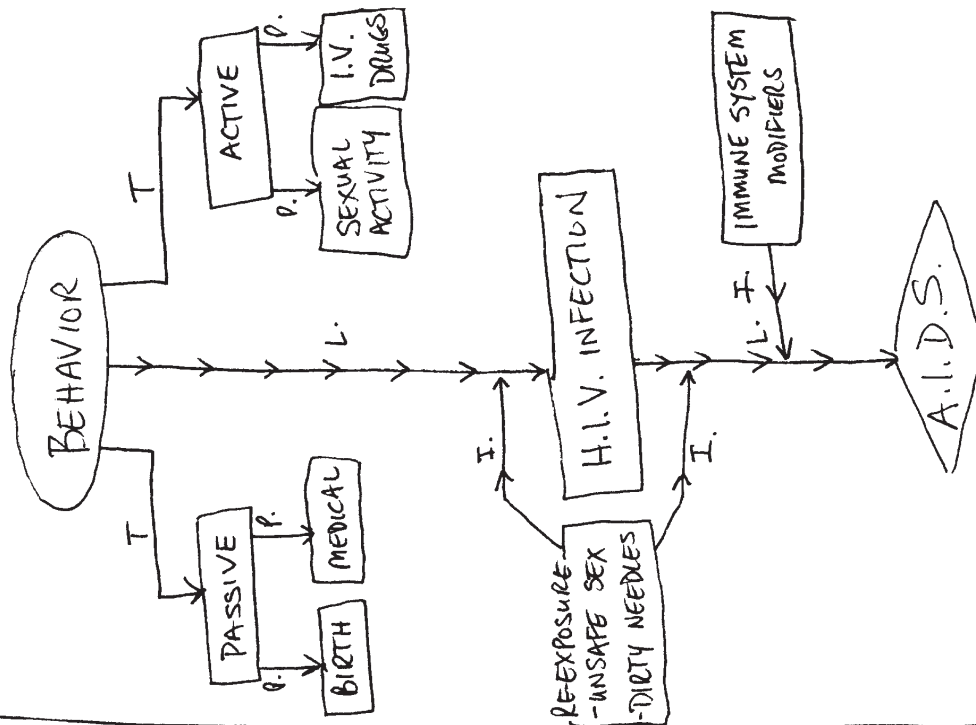 BEHAVIOR
T
T
PASSIVE
ACTIVE
P.
P.
P.
P.
BIRTH
MEDICAL
SEXUAL
ACTIVITY
I.V.
DRUGS
L.
I.
RE-EXPOSURE-
-UNSAFE SEX
-DIRTY NEEDLES
H.I.V. INFECTION
I.
L.
I.
IMMUNE SYSTEM
MODIFIERS
A.I.D.S.